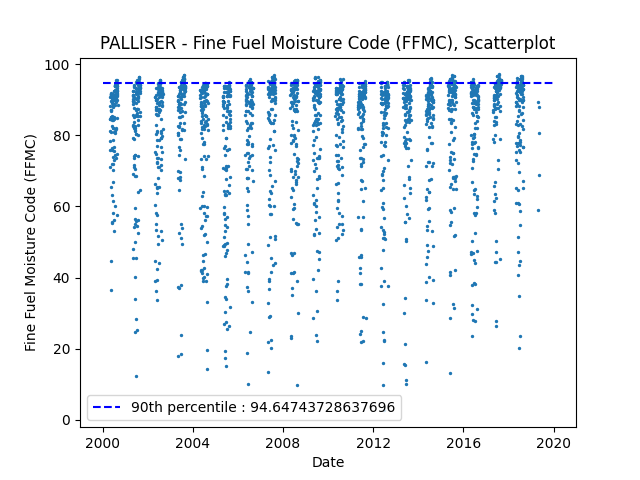 PALLISER - Fine Fuel Moisture Code (FFMC), Scatterplot
Fine Fuel Moisture Code (FFMC)
100
80
60
40
20
0
90th percentile : 94.64743728637696
2000 2004 2008 2012 2016 2020
Date